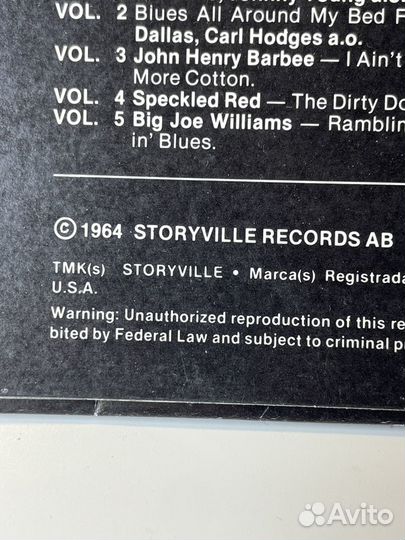 Young
VOL. 2 Blues All Around My Bed F
Dallas, Carl Hodges a.o.
VOL. 3 John Henry Barbee — I Ain't
More Cotton.
VOL. 4 Speckled Red — The Dirty Do
VOL. 5 Big Joe Williams — Ramblin
in' Blues.
© 1964 STORYVILLE RECORDS AB
TMK(s) STORYVILLE • Marca(s) Registrada
U.S.A.
Warning: Unauthorized reproduction of this re
bited by Federal Law and subject to criminal p
Avito